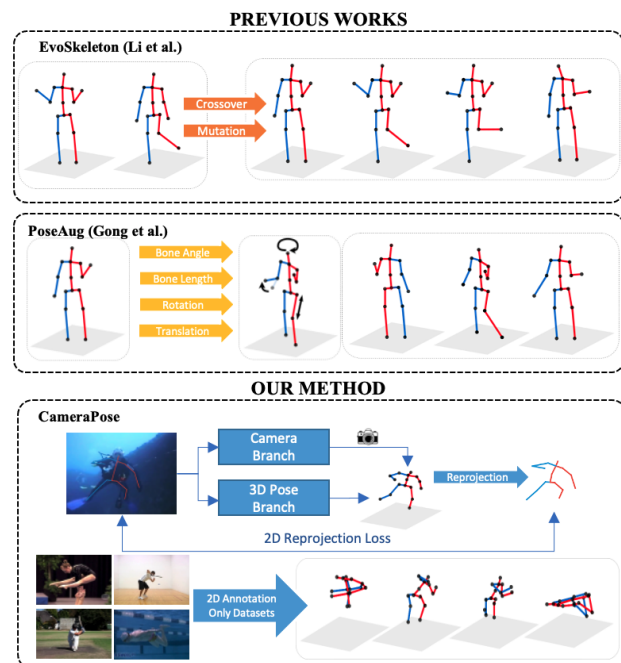 PREVIOUS WORKS
EvoSkeleton (Li et al.)
Crossover
Mutation
PoseAug (Gong et al.)
Bone Angle
Bone Length
Rotation
Translation
OUR METHOD
CameraPose
Camera
Branch
3D Pose
Branch
Reprojection
2D Reprojection Loss
2D Annotation
Only Datasets